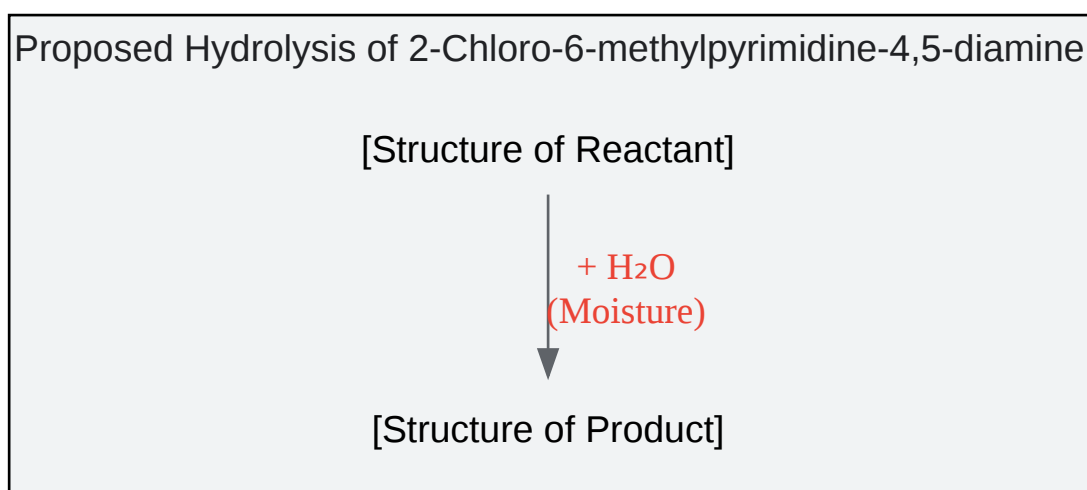 Proposed Hydrolysis of 2-Chloro-6-methylpyrimidine-4,5-diamine
[Structure of Reactant]
+ H₂O
(Moisture)
[Structure of Product]